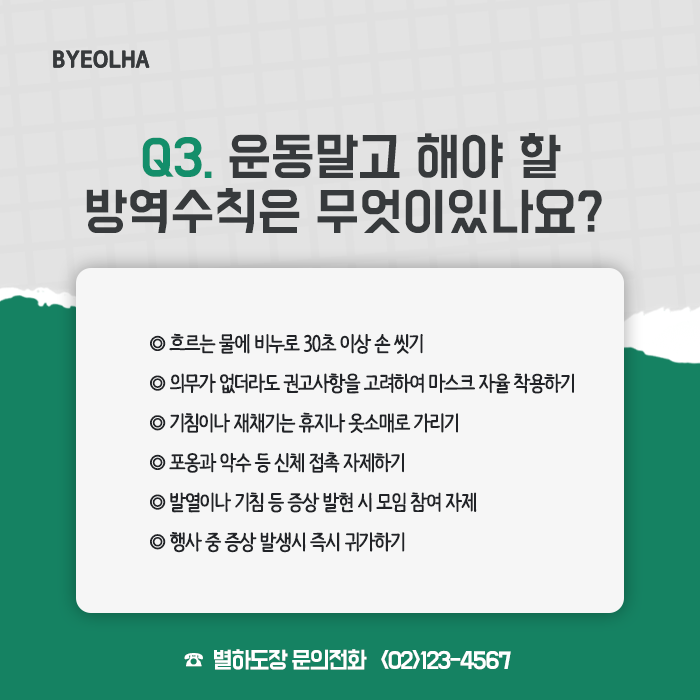 BYEOLHA
Q3. 운동말고 해야 할
방역수칙은 무엇이있나요?
◎ 흐르는 물에 비누로 30초 이상 손 씻기
◎ 의무가 없더라도 권고사항을 고려하여 마스크 자율 착용하기
◎ 기침이나 재채기는 휴지나 옷소매로 가리기
◎ 포옹과 악수 등 신체 접촉 자제하기
◎ 발열이나 기침 등 증상 발현 시 모임 참여 자제
◎ 행사 중 증상 발생시 즉시 귀가하기
☎ 별하도장 문의전화 (02)123-4567